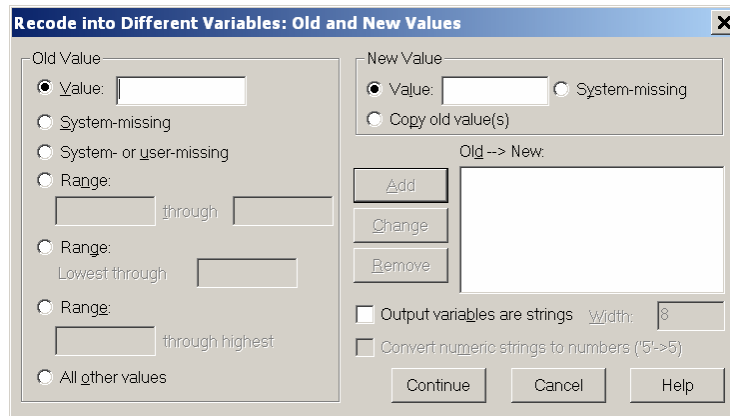 Recode into Different Variables: Old and New Values
Old Value
Value:
System-missing
System- or user-missing
Range:
through
Range:
Lowest through
Range:
through highest
All other values
New Value
Value:
System-missing
Copy old value(s)
Old --> New:
Add
Change
Remove
Output variables are strings Width: 8
Convert numeric strings to numbers ('5'->5)
Continue
Cancel
Help